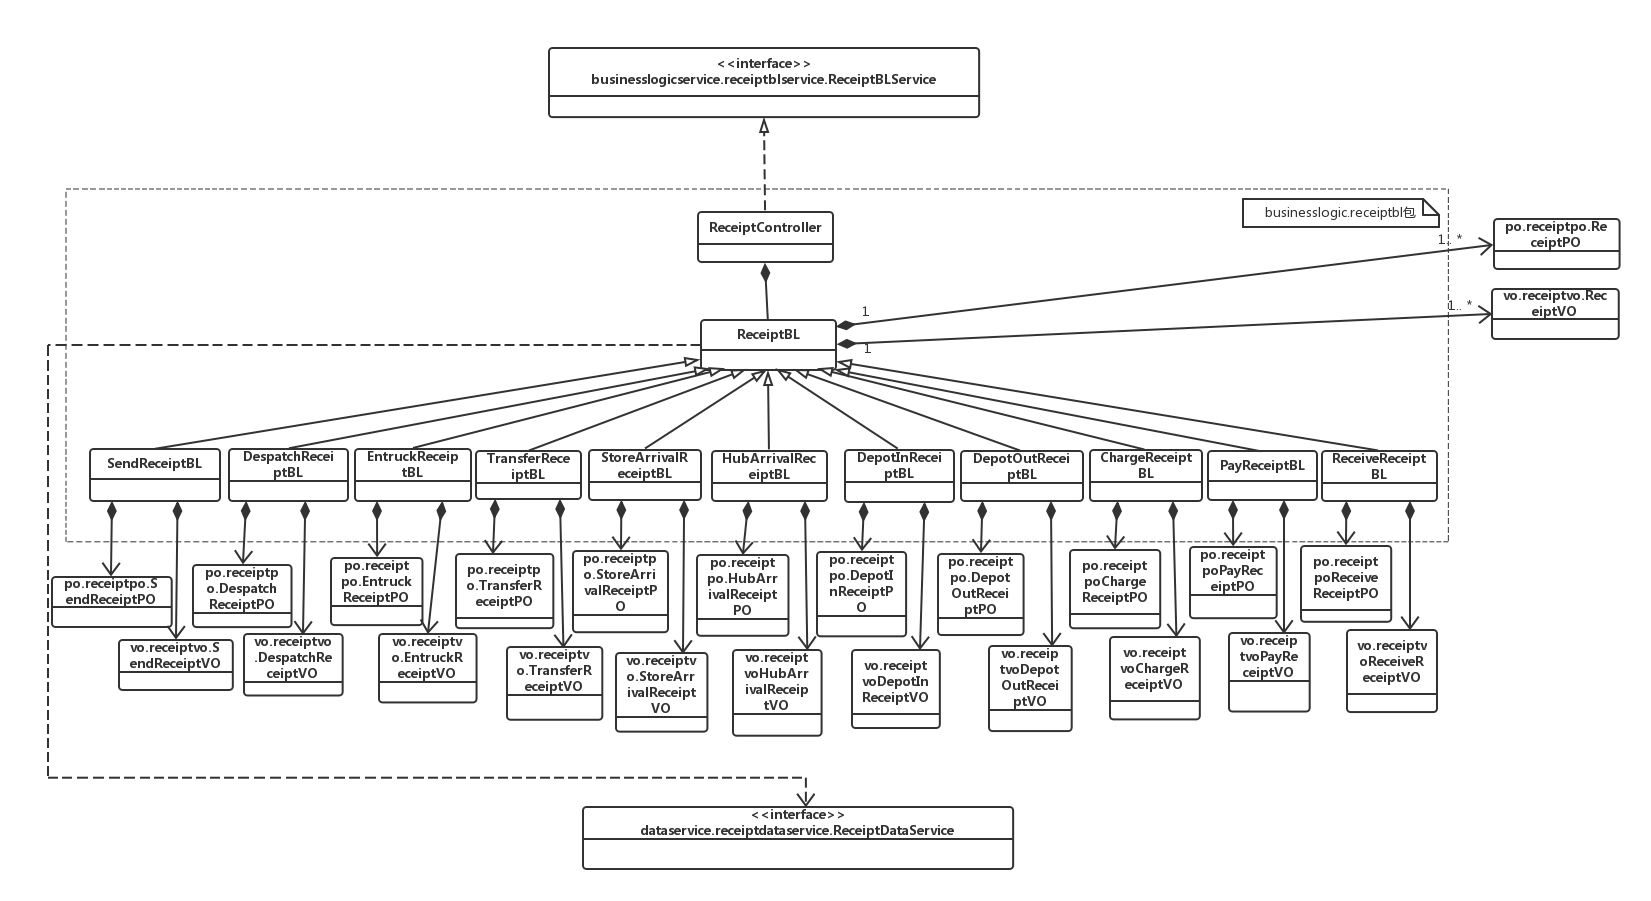 <<interface>>
businesslogicservice.receiptblservice.ReceiptBLService
ReceiptController
businesslogic.receiptbl包
po.receiptpo.Re
ceiptPO
1.. *
vo.receiptvo.Rec
eiptVO
1.. *
1
1
ReceiptBL
SendReceiptBL
DespatchRecei
ptBL
EntruckReceip
tBL
TransferRece
iptBL
StoreArrivalR
eceiptBL
HubArrivalRec
eiptBL
DepotInRecei
ptBL
DepotOutRecei
ptBL
ChargeReceipt
BL
PayReceiptBL
ReceiveReceipt
BL
po.receiptpo.S
endReceiptPO
po.receiptp
o.Despatch
ReceiptPO
po.receipt
po.Entruck
ReceiptPO
po.receiptp
o.TransferR
eceiptPO
po.receiptp
o.StoreArri
valReceiptP
O
po.receipt
po.HubArr
ivalReceipt
PO
po.receipt
po.DepotI
nReceiptP
O
po.receipt
po.Depot
OutRecei
ptPO
po.receipt
poCharge
ReceiptPO
po.receipt
poPayRec
eiptPO
po.receipt
poReceive
ReceiptPO
vo.receiptvo.S
endReceiptVO
vo.receiptvo
.DespatchRe
ceiptVO
vo.receiptv
o.EntruckR
eceiptVO
vo.receiptv
o.TransferR
eceiptVO
vo.receiptv
o.StoreArr
ivalReceipt
VO
vo.receipt
voHubArr
ivalReceip
tVO
vo.receipt
voDepotIn
ReceiptVO
vo.receip
tvoDepot
OutRecei
ptVO
vo.receipt
voChargeR
eceiptVO
vo.receip
tvoPayRe
ceiptVO
vo.receiptv
oReceiveR
eceiptVO
<<interface>>
dataservice.receiptdataservice.ReceiptDataService